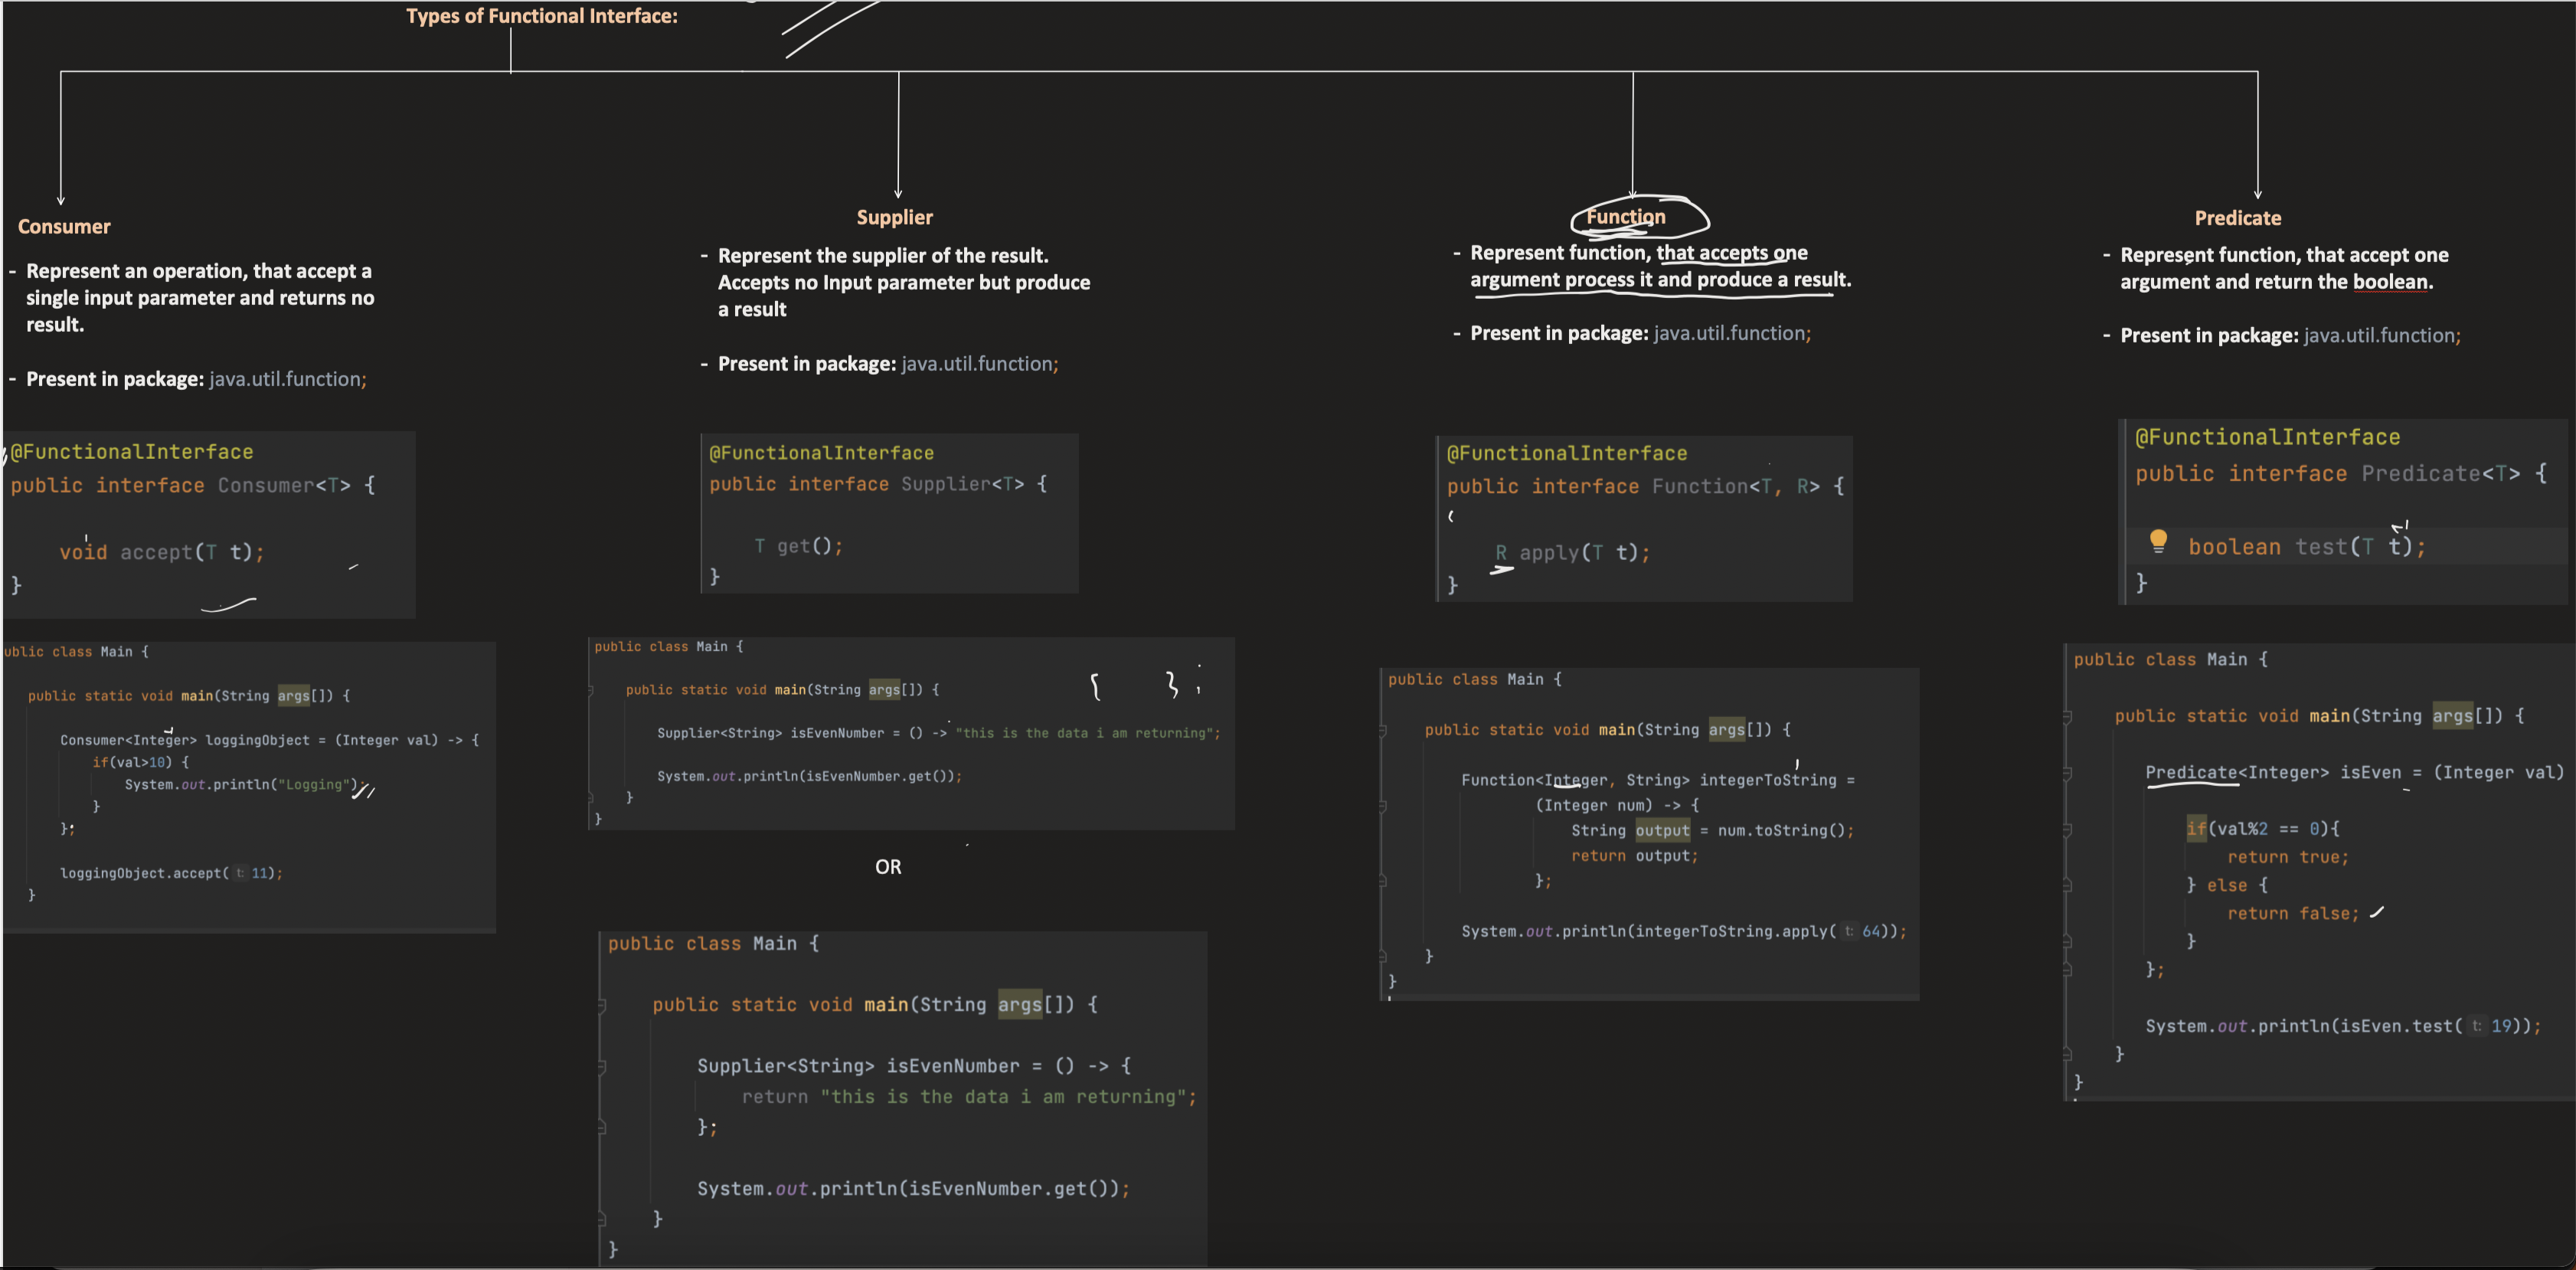 Types of Functional Interface:
Consumer
- Represent an operation, that accept a
single input parameter and returns no
result.
- Present in package: java.util.function;
@FunctionalInterface
public interface Consumer<T> {
void accept(T t);
}
ublic class Main {
public static void main(String args[]) {
Consumer<Integer> loggingObject = (Integer val) -> {
if(val>10) {
System.out.println("Logging");
}
};
loggingObject.accept( t: 11);
}
Supplier
- Represent the supplier of the result.
Accepts no Input parameter but produce
a result
- Present in package: java.util.function;
@FunctionalInterface
public interface Supplier<T> {
T get();
}
public class Main {
public static void main(String args[]) {
{ } ;
Supplier<String> isEvenNumber = () -> "this is the data i am returning";
System.out.println(isEvenNumber.get());
}
}
OR
public class Main {
public static void main(String args[]) {
Supplier<String> isEvenNumber = () -> {
return "this is the data i am returning";
};
System.out.println(isEvenNumber.get());
}
}
Function
- Represent function, that accepts one
argument process it and produce a result.
- Present in package: java.util.function;
@FunctionalInterface
public interface Function<T, R> {
R apply(T t);
}
public class Main {
public static void main(String args[]) {
Function<Integer, String> integerToString =
(Integer num) -> {
String output = num.toString();
return output;
};
System.out.println(integerToString.apply( t: 64));
}
}
Predicate
- Represent function, that accept one
argument and return the boolean.
- Present in package: java.util.function;
@FunctionalInterface
public interface Predicate<T> {
boolean test(T t);
}
public class Main {
public static void main(String args[]) {
Predicate<Integer> isEven = (Integer val)
if(val%2 == 0){
return true;
} else {
return false;
}
};
System.out.println(isEven.test( t: 19));
}
}